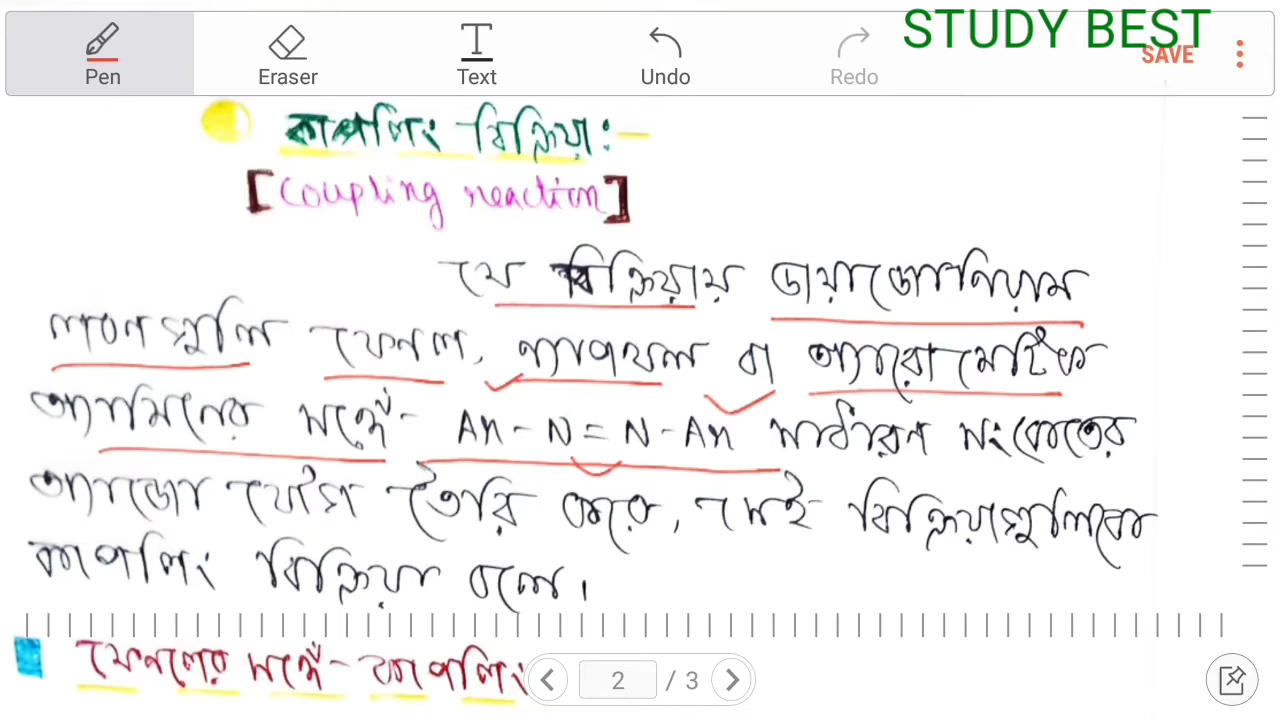 STUDY BEST
Pen Eraser Text Undo Redo SAVE
কাপলিং বিক্রিয়া:-
[Coupling reaction]
যে বিক্রিয়ায় ডায়াজোনিয়াম
লবণগুলি ফেনল, ন্যাপথল বা অ্যারোমেটিক
অ্যামিনের সঙ্গে Ar-N=N-Ar সাধারণ সংকেতের
অ্যাজো যৌগ তৈরি করে, সেই বিক্রিয়াগুলিকে
কাপলিং বিক্রিয়া বলে।
ফেনলের সঙ্গে কাপলিং
2 / 3